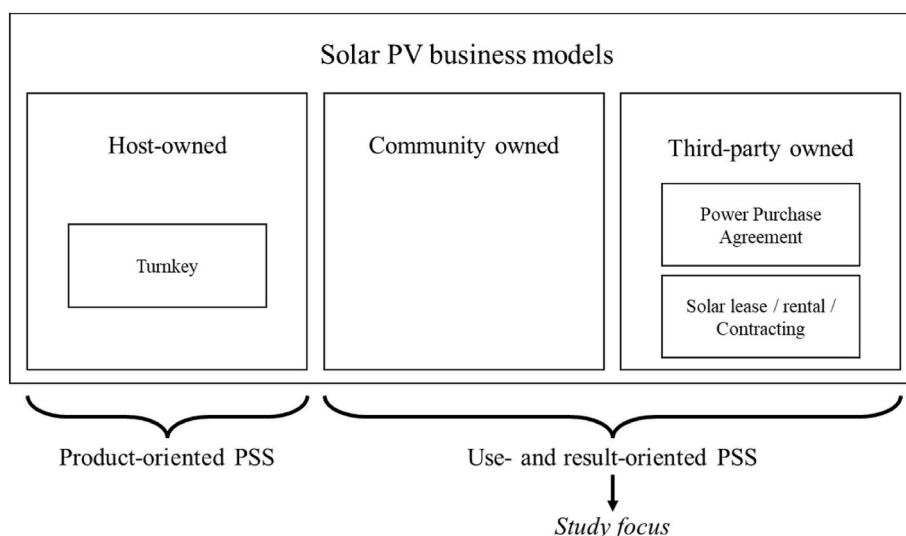 Solar PV business models
Host-owned
Turnkey
Community owned
Third-party owned
Power Purchase
Agreement
Solar lease / rental /
Contracting
Product-oriented PSS
Use- and result-oriented PSS
Study focus